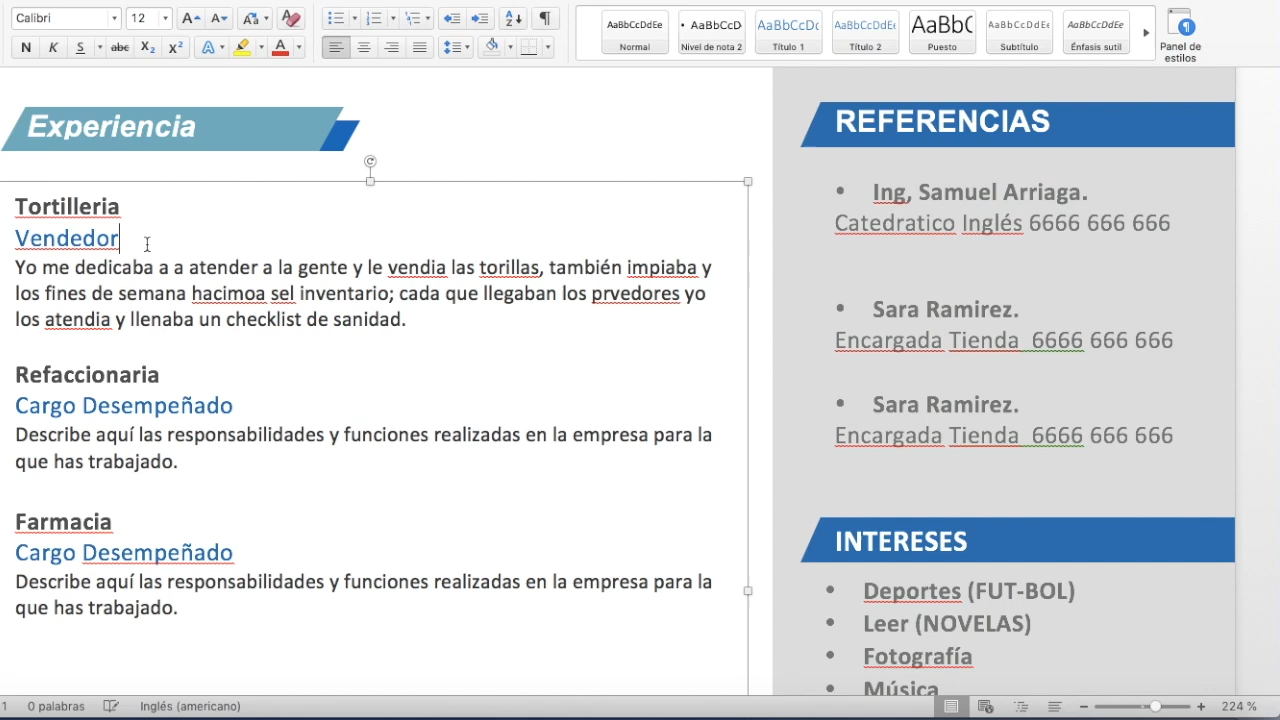 Calibri 12 A A Aa A
A Z ¶
N K S abc X2 X2 A A
AaBbCcDdEe AaBbCcD AaBbCcDc AaBbCcDdEe AaBbC AaBbCcDdEe AaBbCcDdEe
Normal Nivel de nota 2 Título 1 Título 2 Puesto Subtítulo Énfasis sutil Panel de estilos
Experiencia
Tortilleria
Vendedor
Yo me dedicaba a a atender a la gente y le vendia las torillas, también impiaba y
los fines de semana hacimoa sel inventario; cada que llegaban los prvedores yo
los atendia y llenaba un checklist de sanidad.
Refaccionaria
Cargo Desempeñado
Describe aquí las responsabilidades y funciones realizadas en la empresa para la
que has trabajado.
Farmacia
Cargo Desempeñado
Describe aquí las responsabilidades y funciones realizadas en la empresa para la
que has trabajado.
REFERENCIAS
• Ing, Samuel Arriaga.
Catedratico Inglés 6666 666 666
• Sara Ramirez.
Encargada Tienda 6666 666 666
• Sara Ramirez.
Encargada Tienda 6666 666 666
INTERESES
• Deportes (FUT-BOL)
• Leer (NOVELAS)
• Fotografía
• Música
1 0 palabras Inglés (americano) 224 %